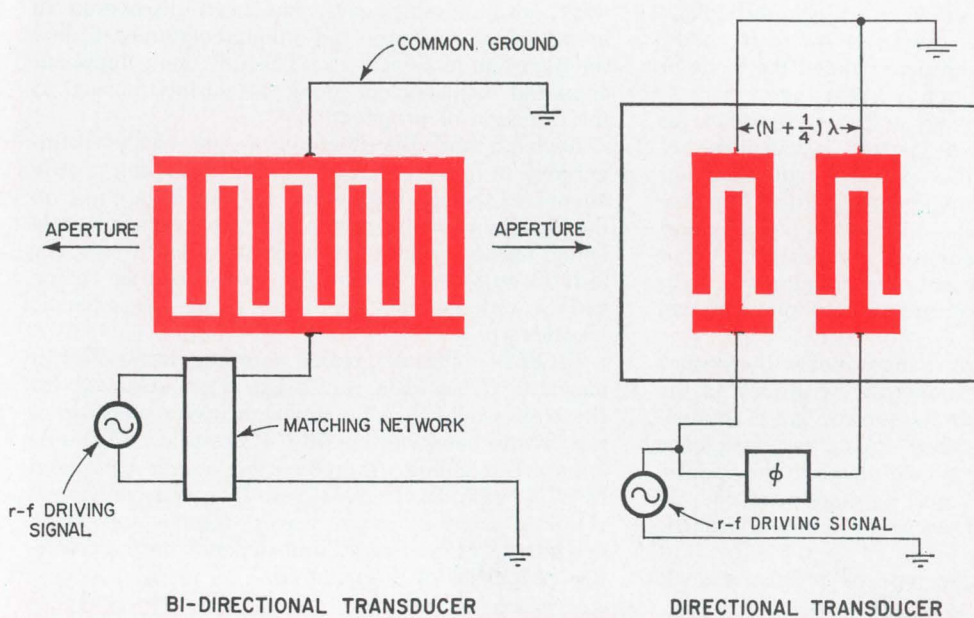 COMMON GROUND
(N + 1/4) λ
APERTURE
APERTURE
MATCHING NETWORK
r-f DRIVING
SIGNAL
ϕ
r-f DRIVING SIGNAL
BI-DIRECTIONAL TRANSDUCER
DIRECTIONAL TRANSDUCER